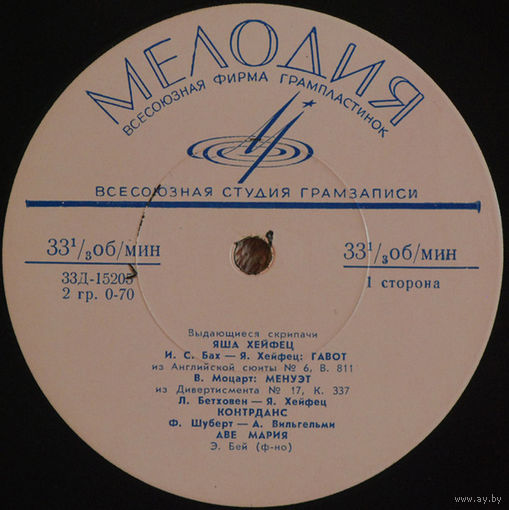 МЕЛОДИЯ
ВСЕСОЮЗНАЯ ФИРМА ГРАМПЛАСТИНОК
ВСЕСОЮЗНАЯ СТУДИЯ ГРАМЗАПИСИ
33¹/₃об/мин
33¹/₃об/мин
33Д-15205
2 гр. 0-70
1 сторона
Выдающиеся скрипачи
ЯША ХЕЙФЕЦ
И. С. Бах — Я. Хейфец: ГАВОТ
из Английской сюиты № 6, В. 811
В. Моцарт: МЕНУЭТ
из Дивертисмента № 17, К. 337
Л. Бетховен — Я. Хейфец
КОНТРДАНС
Ф. Шуберт — А. Вильгельми
АВЕ МАРИЯ
Э. Бей (ф-но)
www.ay.by